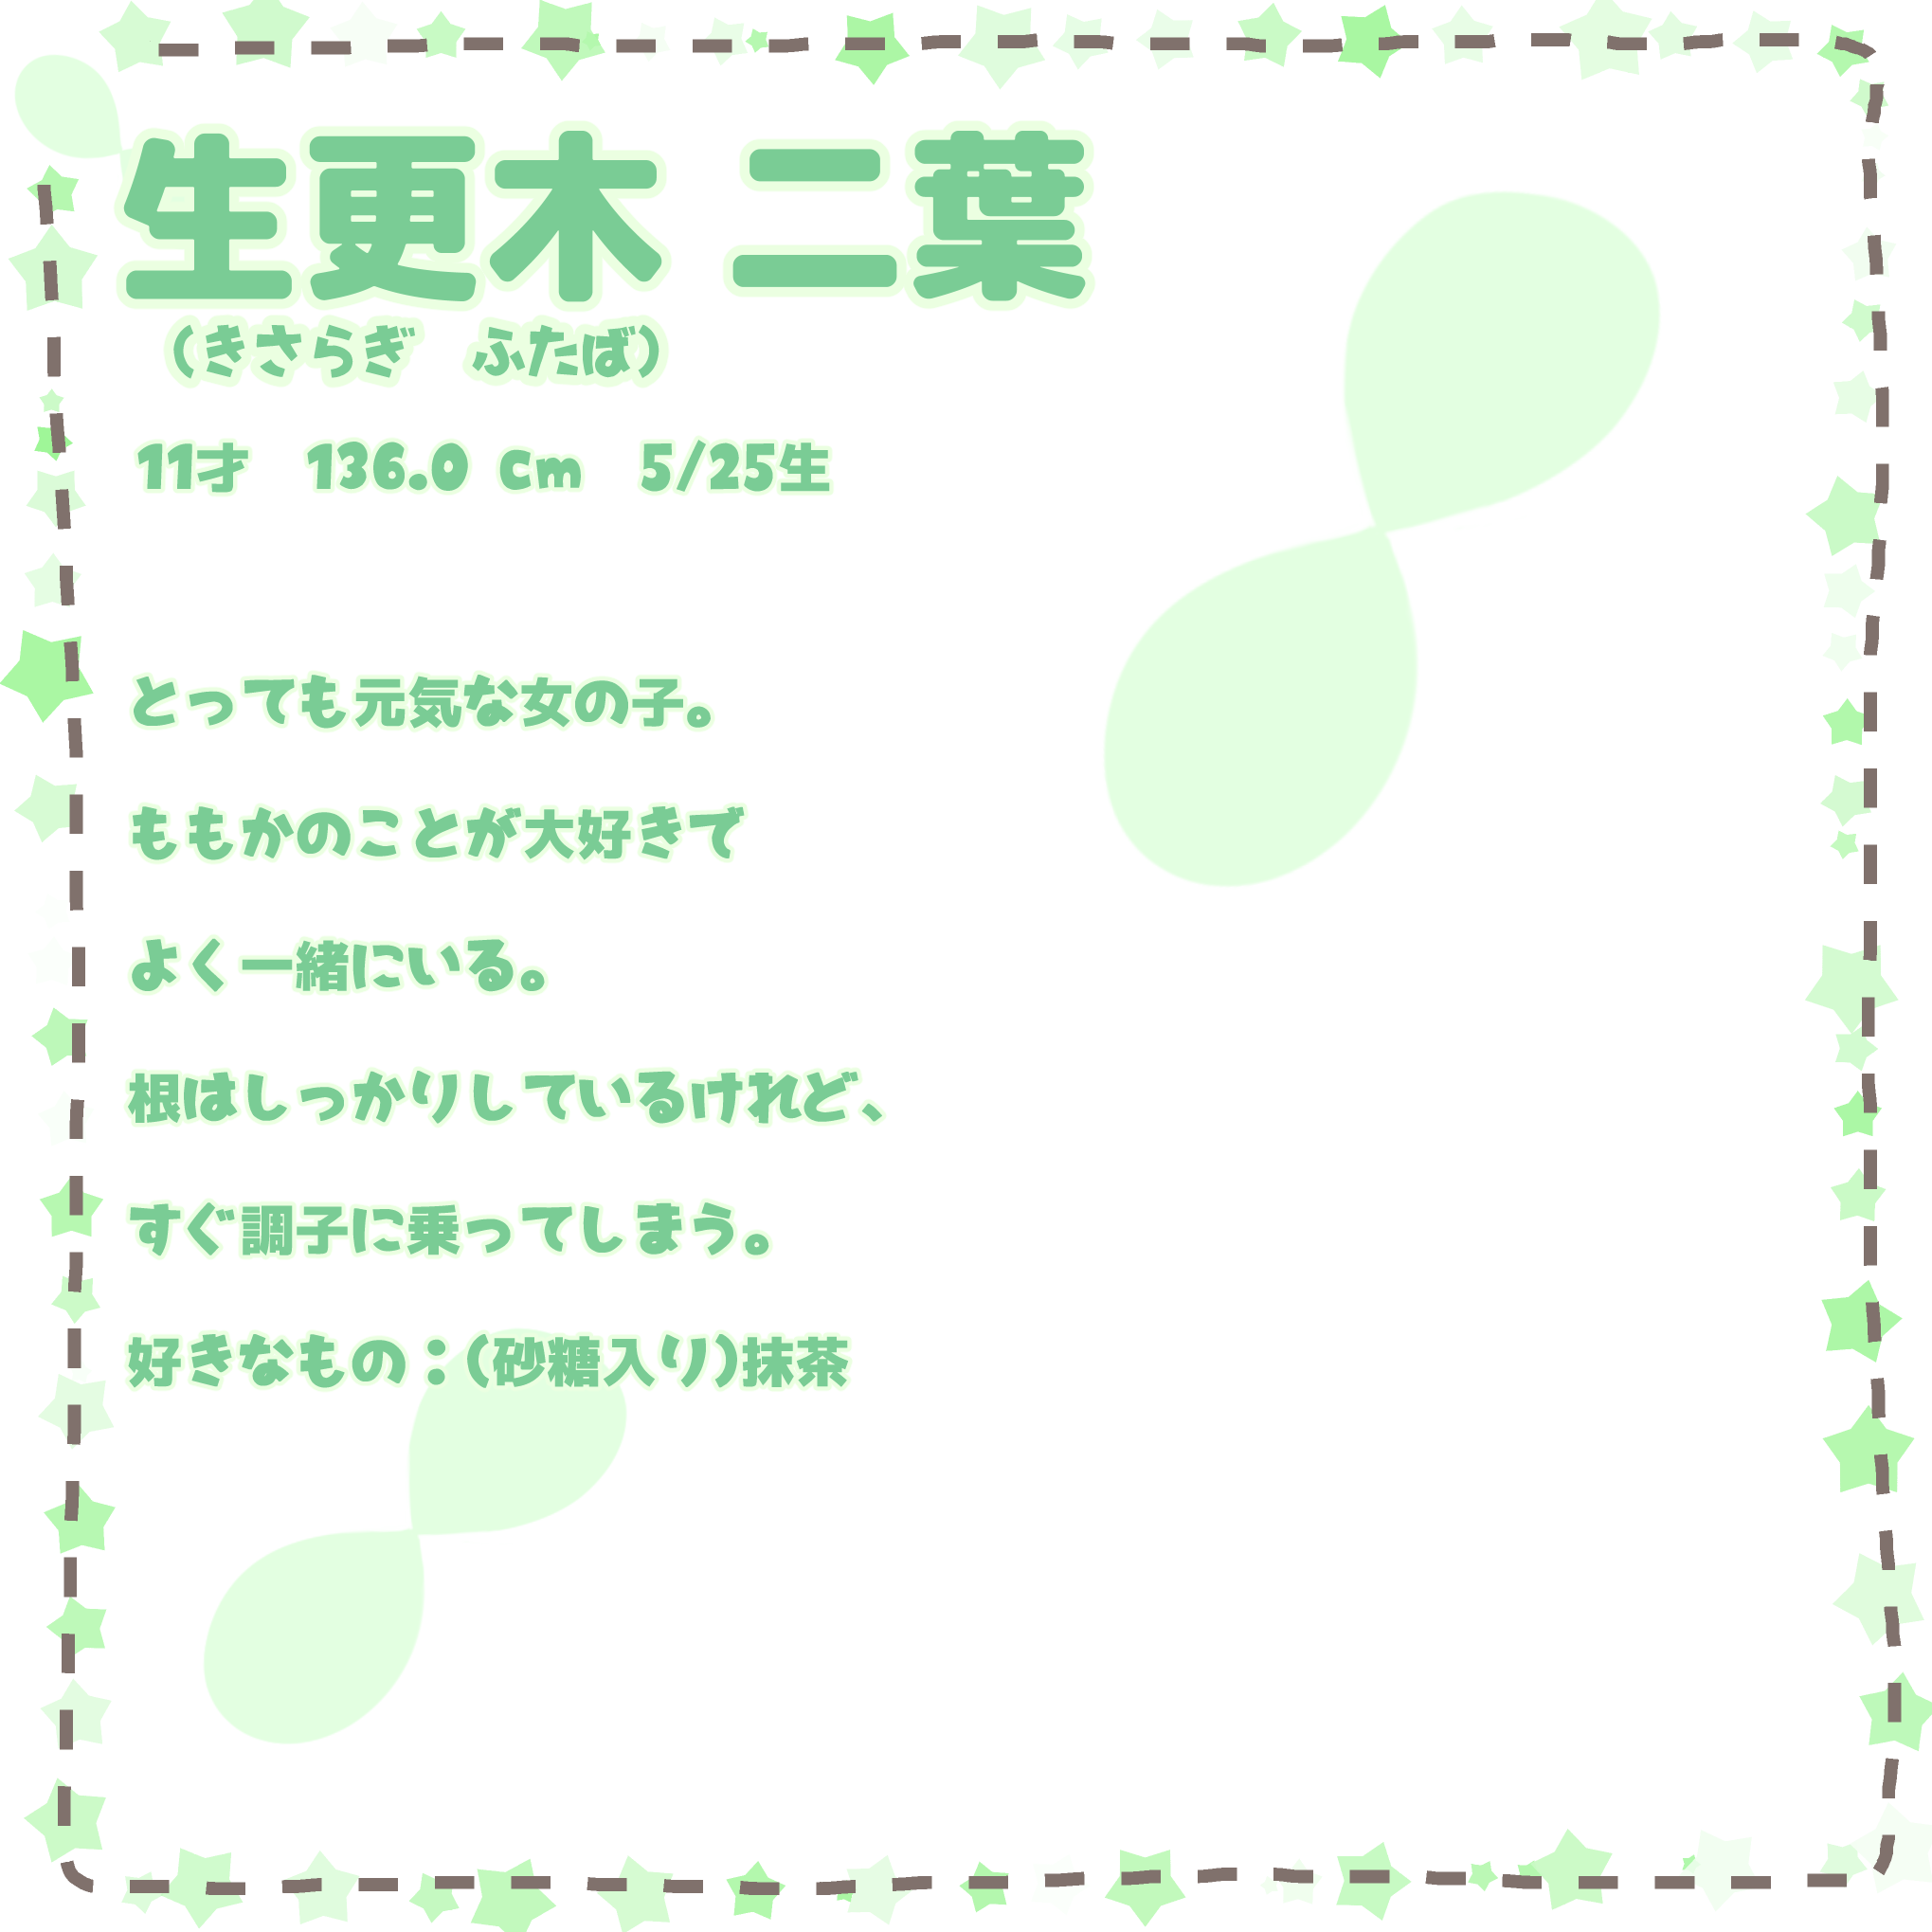 生更木 二葉
(きさらぎ ふたば)
11才 136.0 cm 5/25生
とっても元気な女の子。
ももかのことが大好きで
よく一緒にいる。
根はしっかりしているけれど、
すぐ調子に乗ってしまう。
好きなもの：(砂糖入り)抹茶